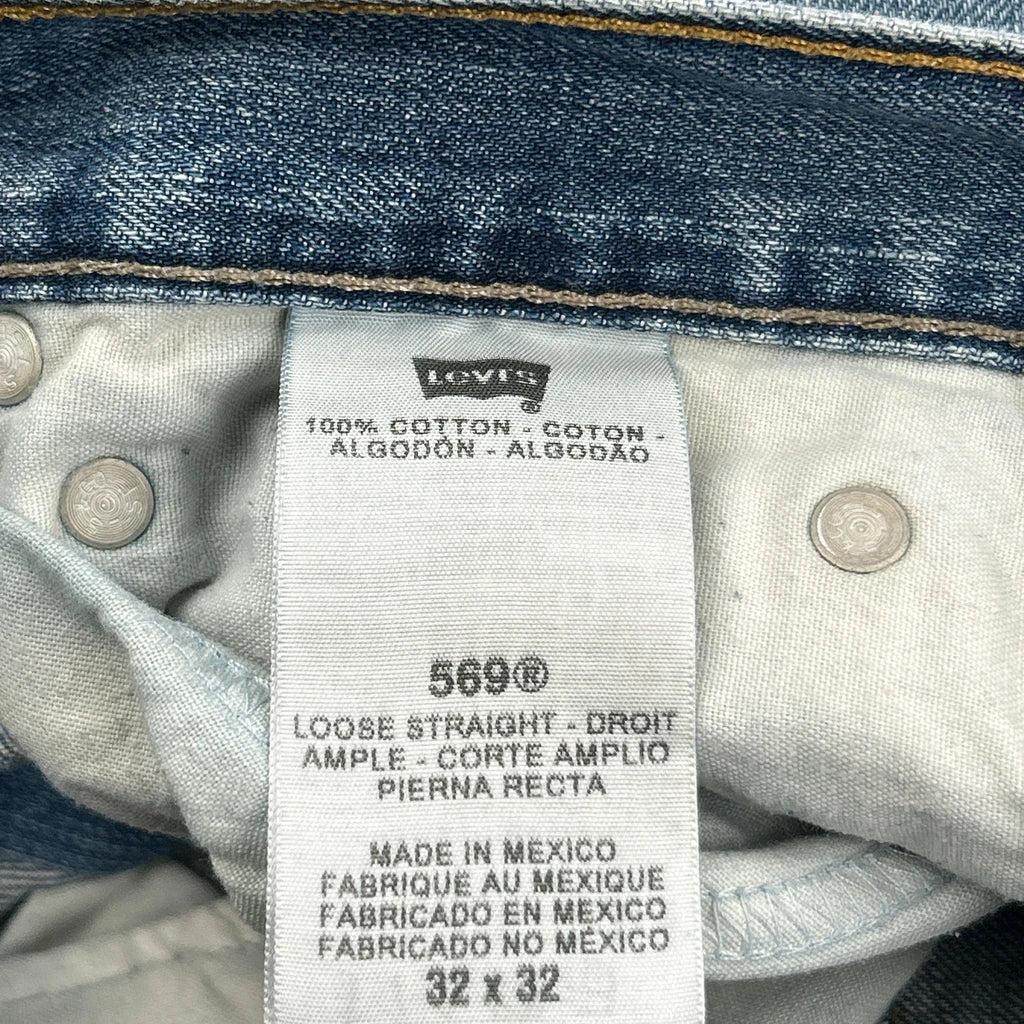 Levi's®
100% COTTON - COTON -
ALGODÓN - ALGODÃO
569®
LOOSE STRAIGHT - DROIT
AMPLE - CORTE AMPLIO
PIERNA RECTA
MADE IN MEXICO
FABRIQUE AU MEXIQUE
FABRICADO EN MEXICO
FABRICADO NO MÉXICO
32 x 32